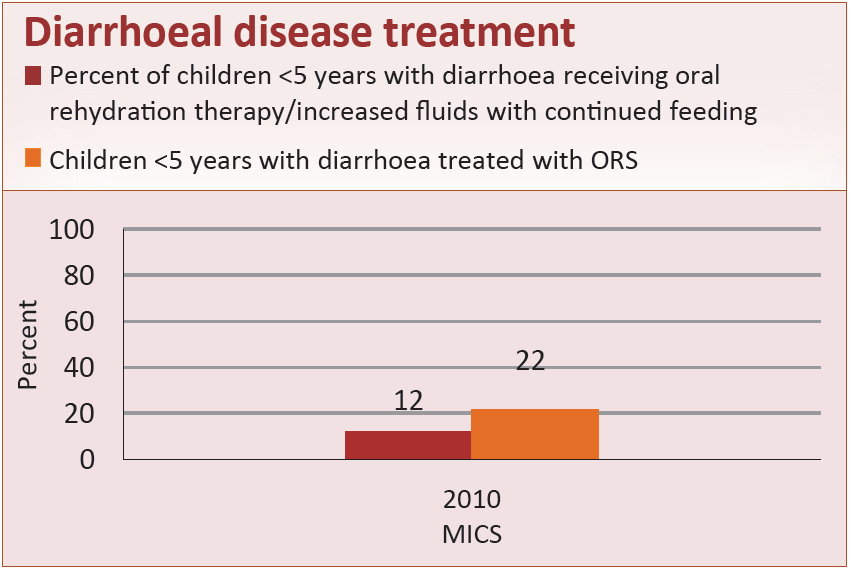 Diarrhoeal disease treatment
Percent of children <5 years with diarrhoea receiving oral
rehydration therapy/increased fluids with continued feeding
Children <5 years with diarrhoea treated with ORS
Percent
100
80
60
40
20
0
12
22
2010
MICS